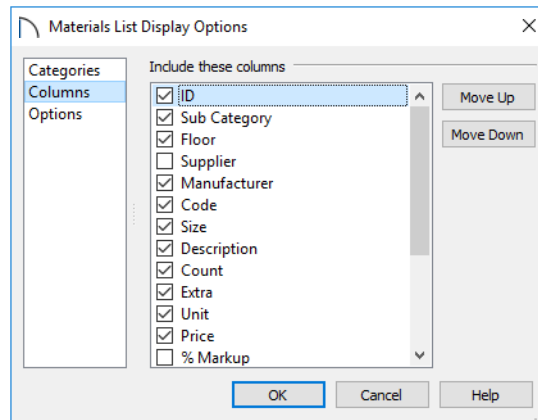 Materials List Display Options
Categories
Columns
Options
Include these columns
ID
Sub Category
Floor
Supplier
Manufacturer
Code
Size
Description
Count
Extra
Unit
Price
% Markup
Move Up
Move Down
OK
Cancel
Help